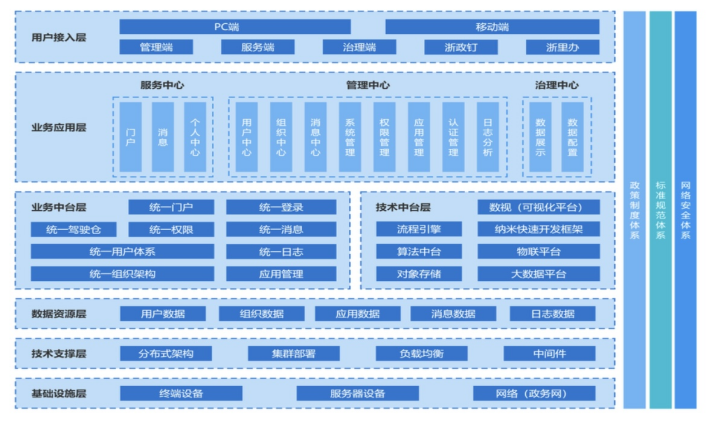 用户接入层
PC端
移动端
管理端
服务端
治理端
浙政钉
浙里办
业务应用层
服务中心
门户
消息
个人中心
管理中心
用户中心
组织中心
消息中心
系统管理
权限管理
应用管理
认证管理
日志分析
治理中心
数据展示
数据配置
业务中台层
统一门户
统一登录
统一驾驶仓
统一权限
统一消息
统一用户体系
统一日志
统一组织架构
应用管理
技术中台层
数视（可视化平台）
流程引擎
纳米快速开发框架
算法中台
物联平台
对象存储
大数据平台
数据资源层
用户数据
组织数据
应用数据
消息数据
日志数据
技术支撑层
分布式架构
集群部署
负载均衡
中间件
基础设施层
终端设备
服务器设备
网络（政务网）
政策制度体系
标准规范体系
网络安全体系